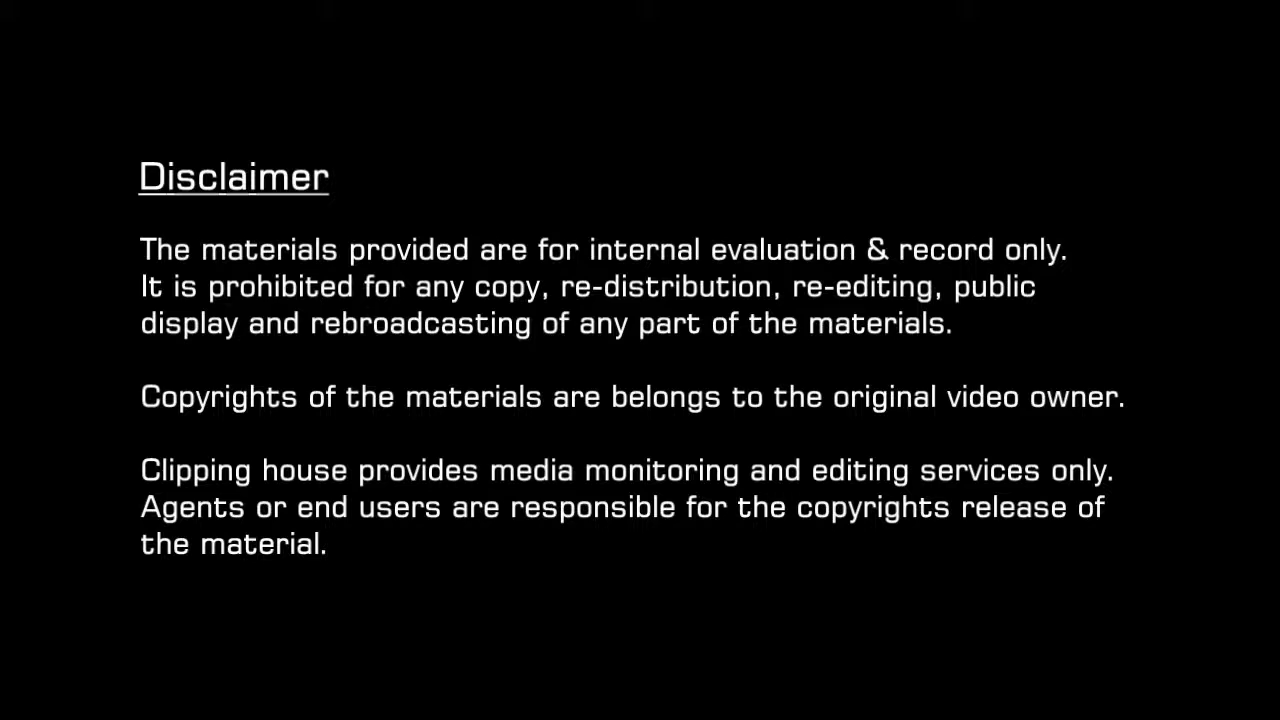 Disclaimer
The materials provided are for internal evaluation & record only.
It is prohibited for any copy, re-distribution, re-editing, public
display and rebroadcasting of any part of the materials.
Copyrights of the materials are belongs to the original video owner.
Clipping house provides media monitoring and editing services only.
Agents or end users are responsible for the copyrights release of
the material.